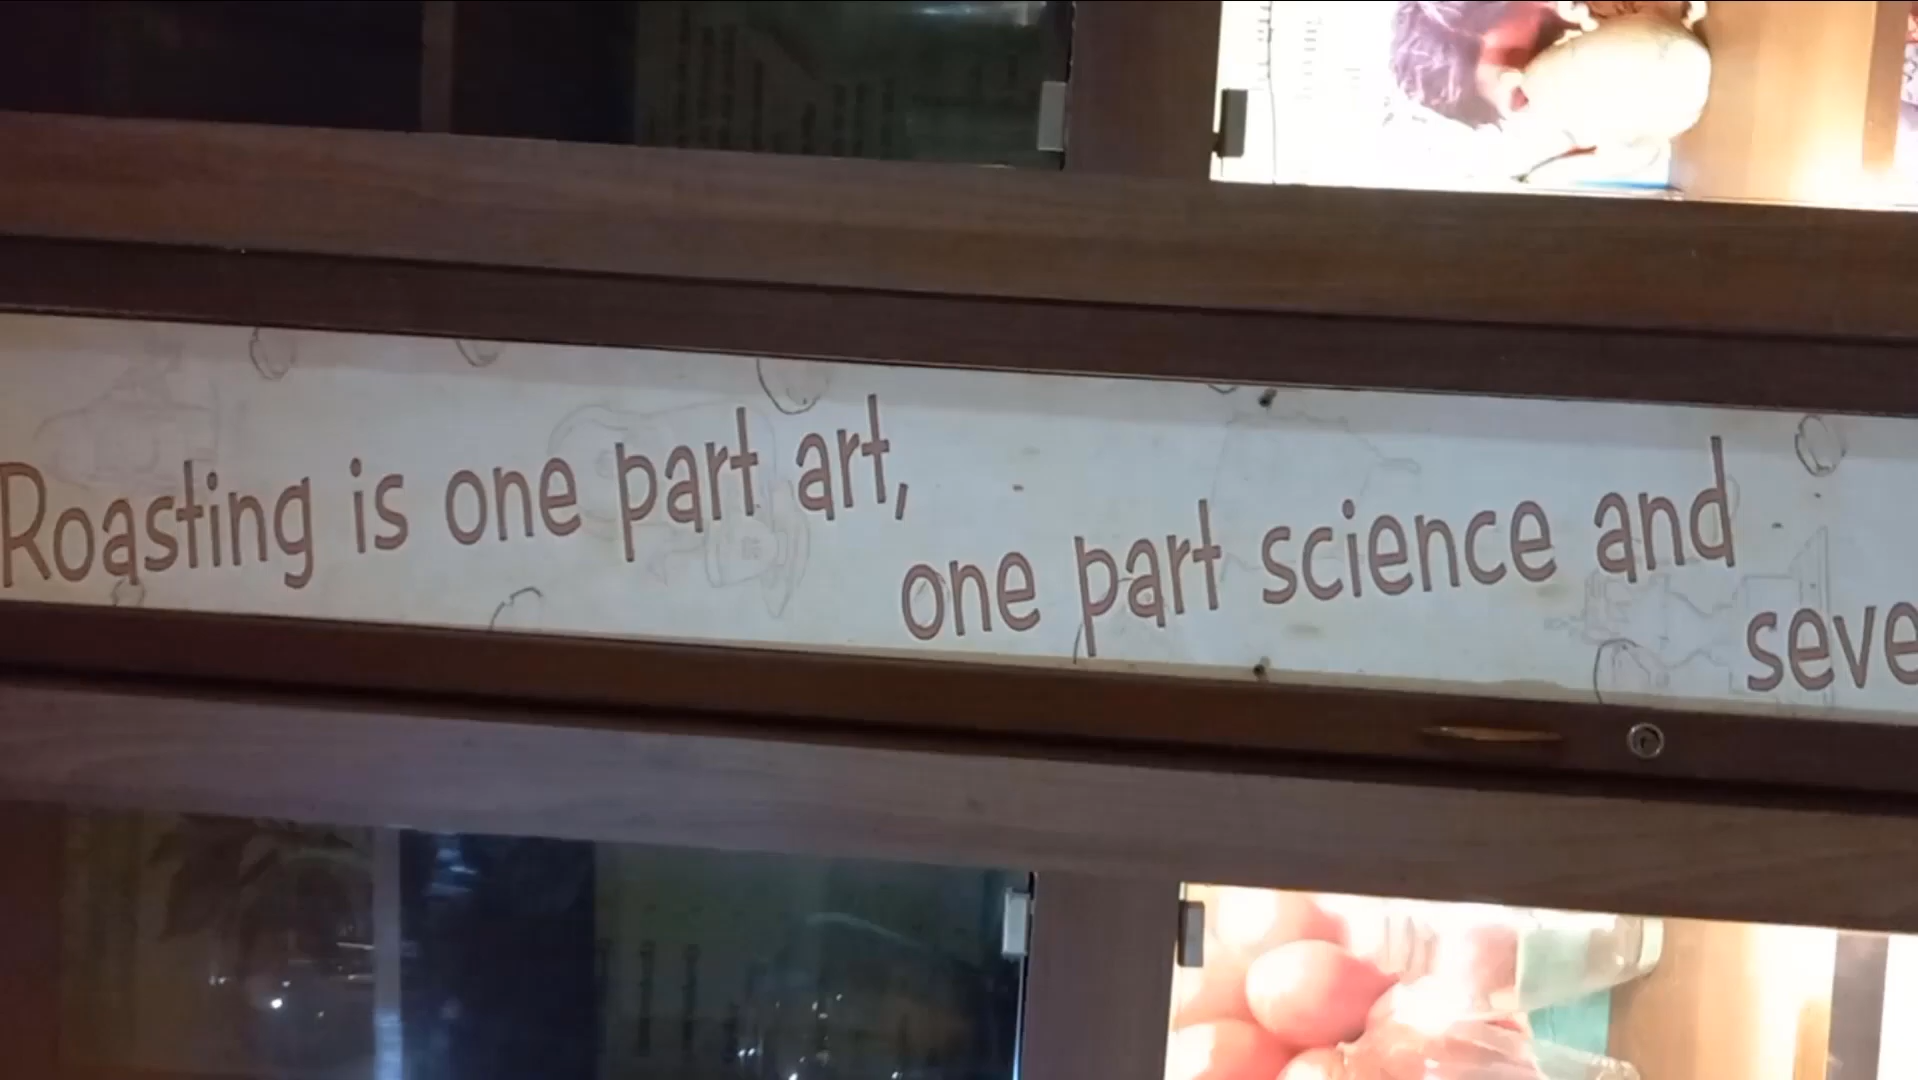 Roasting is one part art,
one part science and
seve